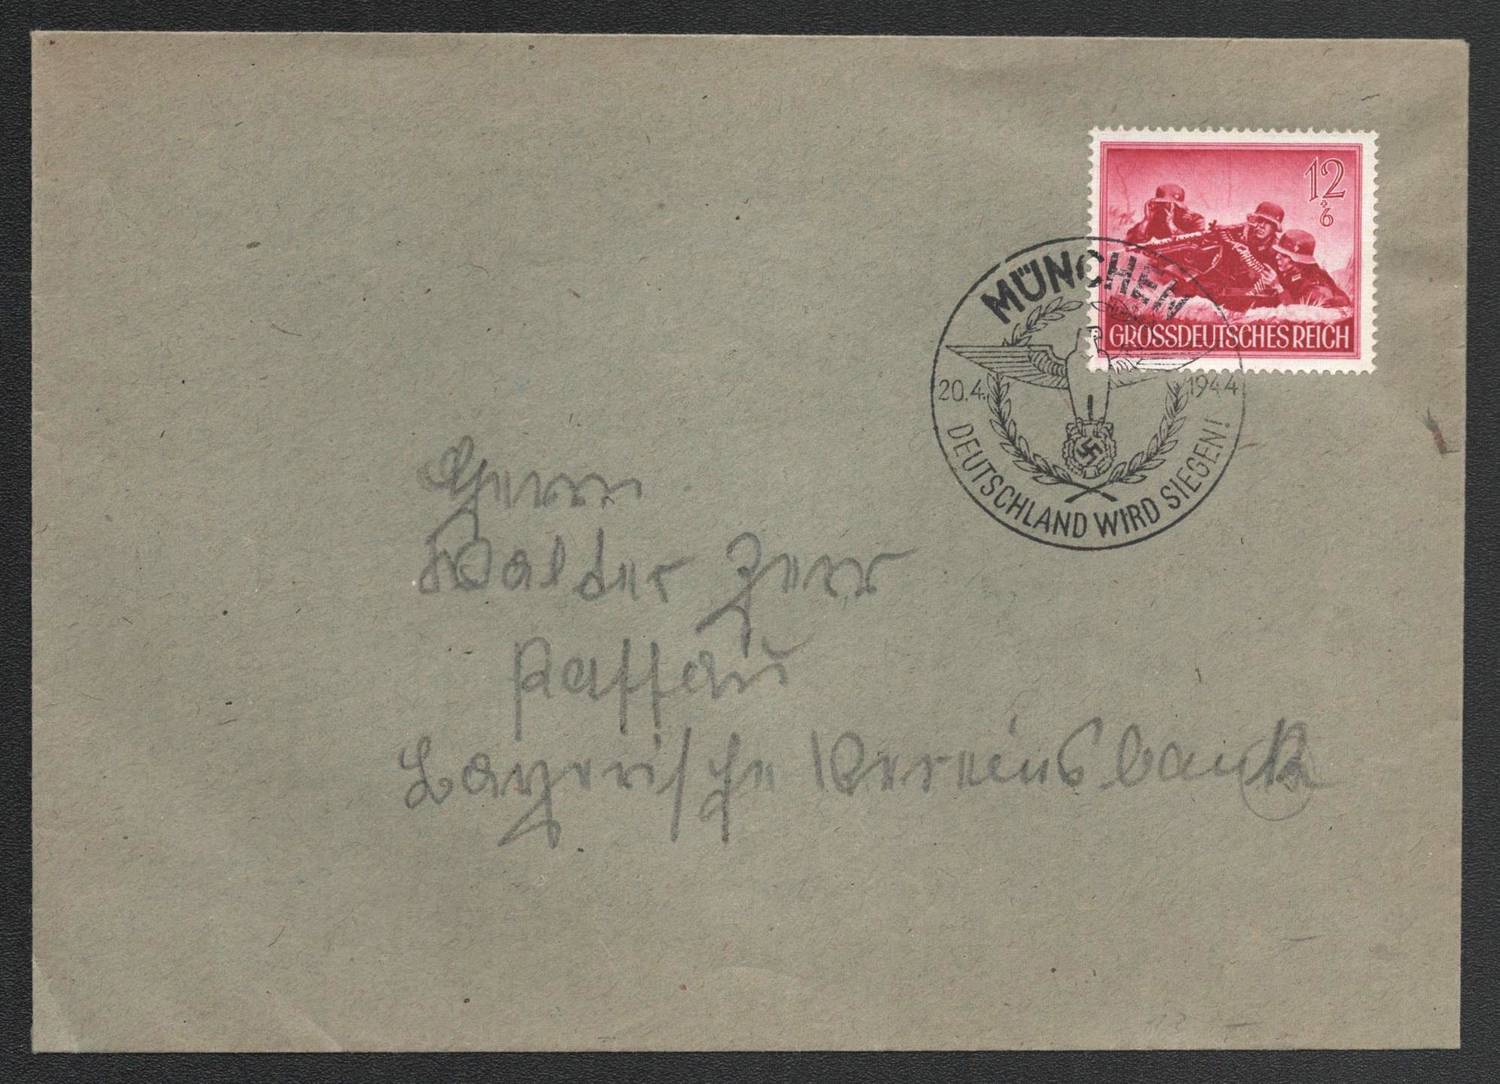 12
+6
GROSSDEUTSCHES REICH
MÜNCHEN
20.4. 1944
DEUTSCHLAND WIRD SIEGEN!
Herrn
Passau
Bayerische Vereinsbank